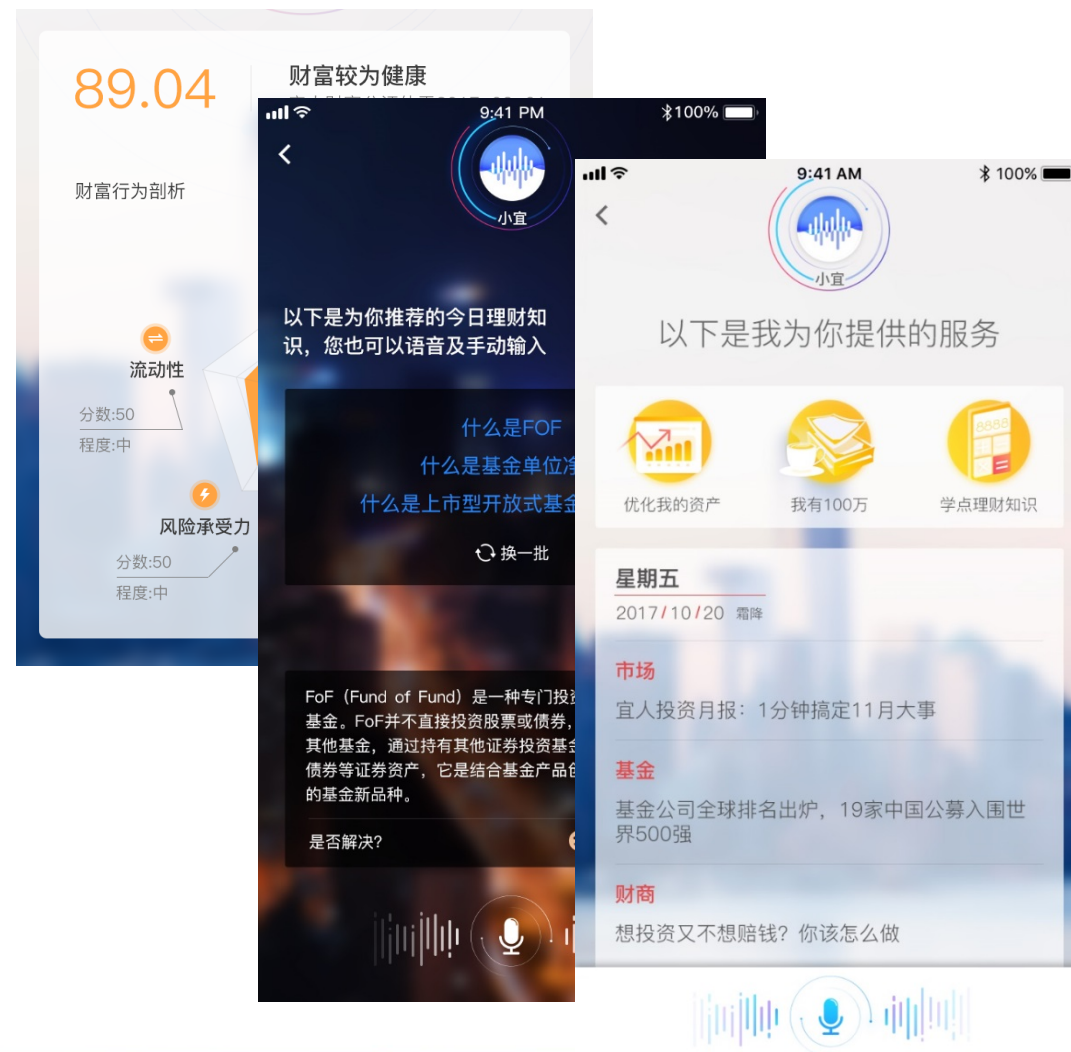 89.04
财富较为健康
财富行为剖析
流动性
分数:50
程度:中
风险承受力
分数:50
程度:中
9:41 PM
100%
小宜
以下是为你推荐的今日理财知
识，您也可以语音及手动输入
什么是FOF
什么是基金单位净
什么是上市型开放式基金
换一批
FoF（Fund of Fund）是一种专门投资
基金。FoF并不直接投资股票或债券，
其他基金，通过持有其他证券投资基金
债券等证券资产，它是结合基金产品创
的基金新品种。
是否解决?
9:41 AM
100%
小宜
以下是我为你提供的服务
8888
优化我的资产
我有100万
学点理财知识
星期五
2017/10/20 霜降
市场
宜人投资月报：1分钟搞定11月大事
基金
基金公司全球排名出炉，19家中国公募入围世
界500强
财商
想投资又不想赔钱？你该怎么做